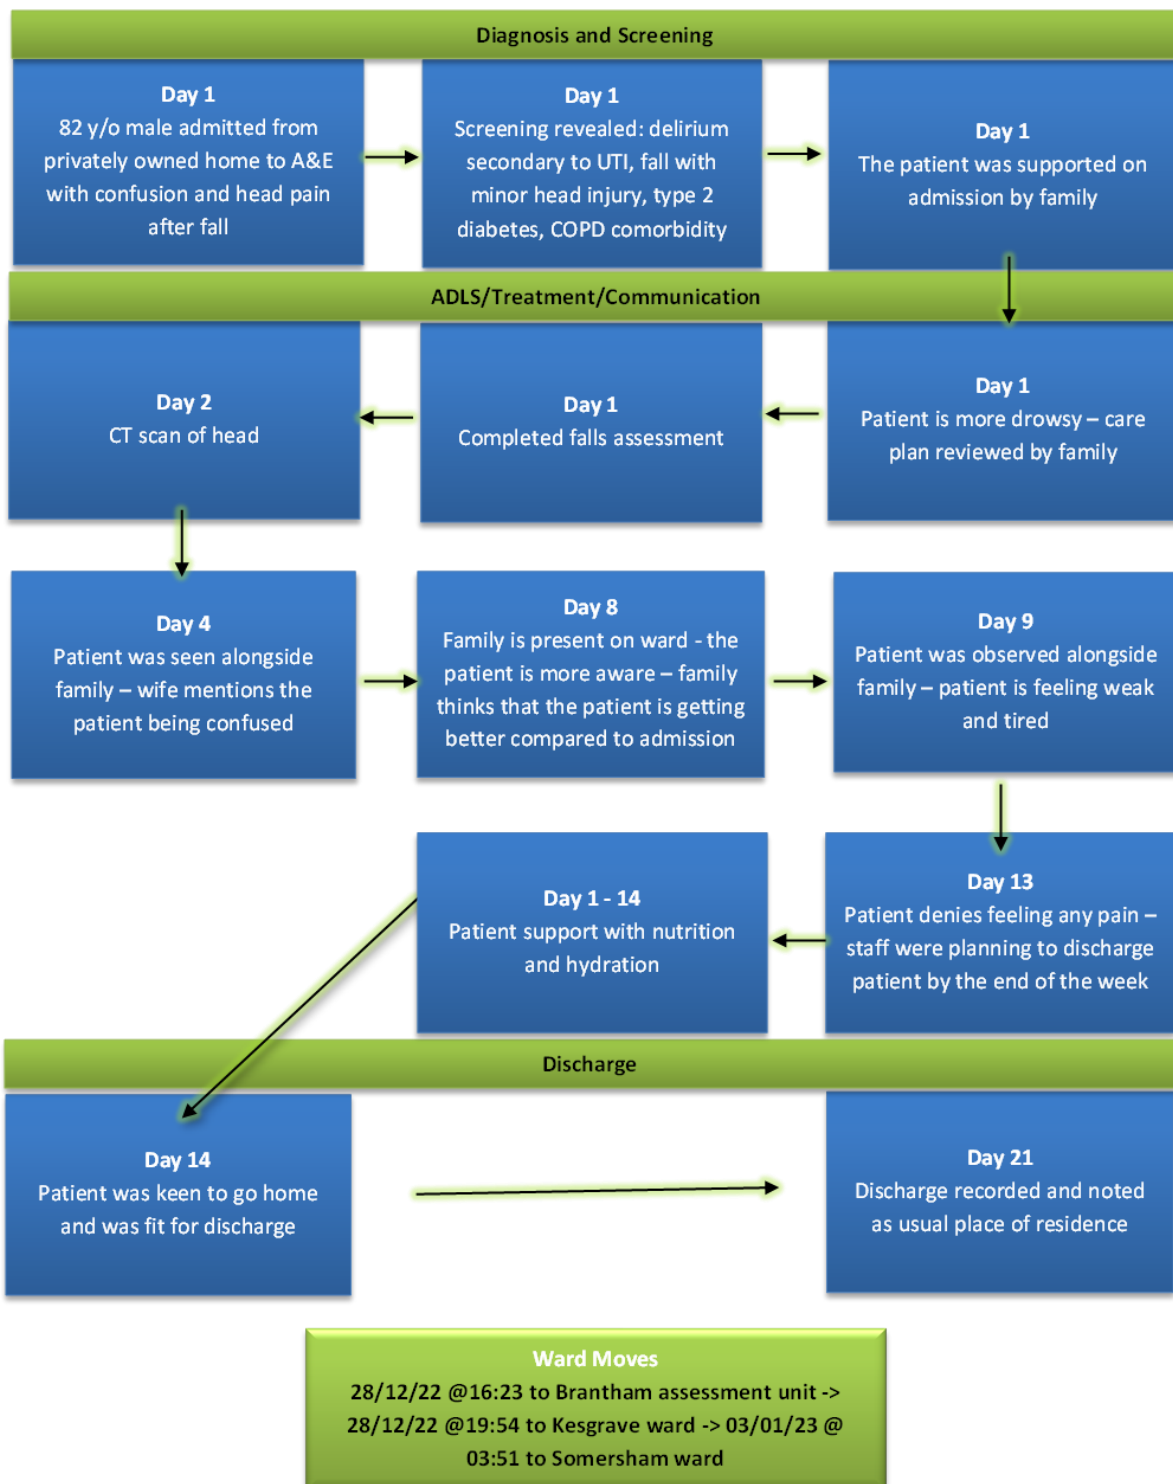 Diagnosis and Screening
Day 1
82 y/o male admitted from
privately owned home to A&E
with confusion and head pain
after fall
Day 1
Screening revealed: delirium
secondary to UTI, fall with
minor head injury, type 2
diabetes, COPD comorbidity
Day 1
The patient was supported on
admission by family
ADLS/Treatment/Communication
Day 1
Patient is more drowsy – care
plan reviewed by family
Day 1
Completed falls assessment
Day 2
CT scan of head
Day 4
Patient was seen alongside
family – wife mentions the
patient being confused
Day 8
Family is present on ward - the
patient is more aware – family
thinks that the patient is getting
better compared to admission
Day 9
Patient was observed alongside
family – patient is feeling weak
and tired
Day 13
Patient denies feeling any pain –
staff were planning to discharge
patient by the end of the week
Day 1 - 14
Patient support with nutrition
and hydration
Discharge
Day 14
Patient was keen to go home
and was fit for discharge
Day 21
Discharge recorded and noted
as usual place of residence
Ward Moves
28/12/22 @16:23 to Brantham assessment unit ->
28/12/22 @19:54 to Kesgrave ward -> 03/01/23 @
03:51 to Somersham ward